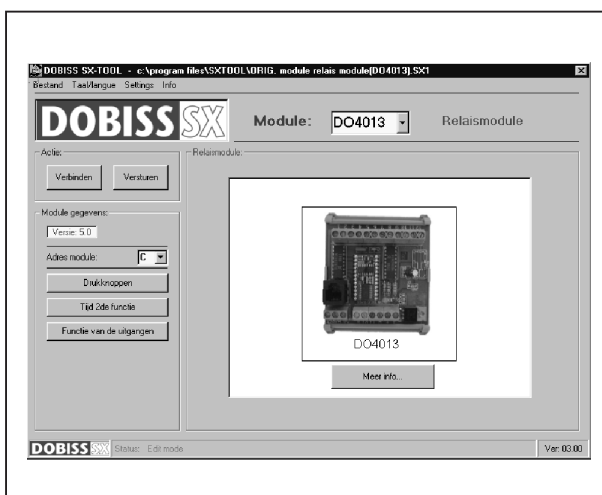 DOBISS SX-TOOL - c:\program files\SXTOOL\ORIG. module relais module[DO4013].SX1
Bestand Taal/langue Settings Info
DOBISS SX
Module: DO4013 Relaismodule
Actie:
Verbinden Versturen
Module gegevens:
Versie: 5.0
Adres module: C
Drukknoppen
Tijd 2de functie
Functie van de uitgangen
Relaismodule:
DO4013
Meer info...
DOBISS SX Status: Edit mode Ver: 03.00